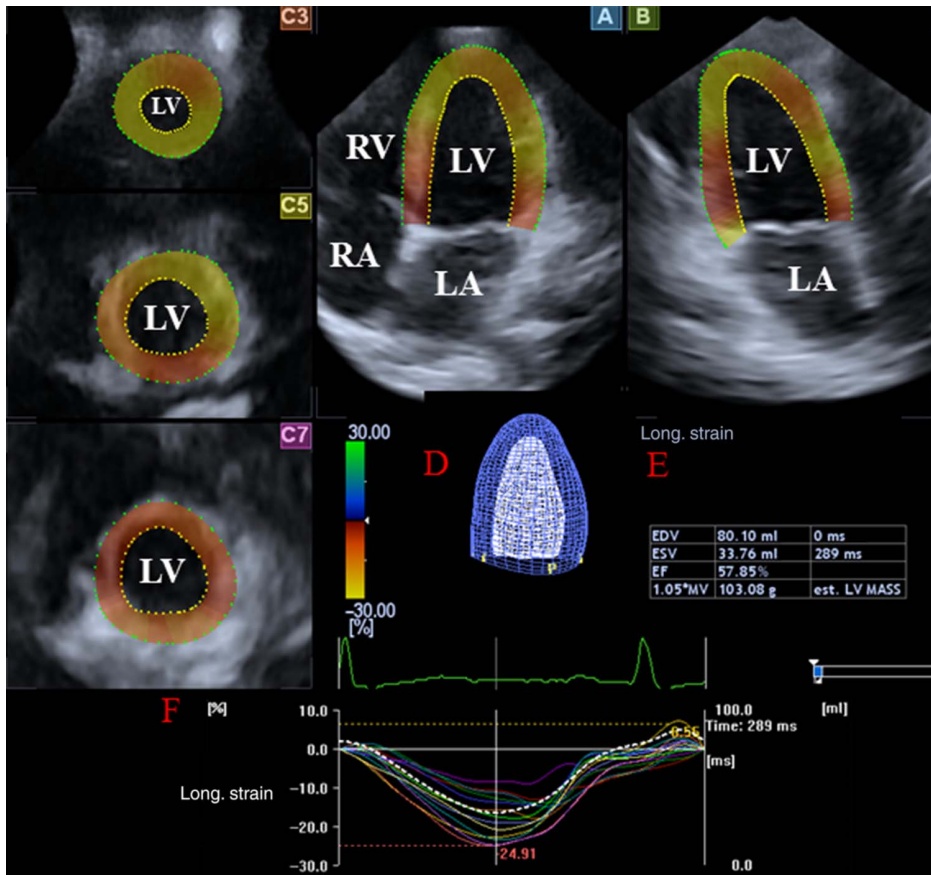 C3
A
B
LV
RV
LV
LV
C5
RA
LV
LA
LA
C7
30.00
D
Long. strain
E
LV
P
EDV 80.10 ml 0 ms
ESV 33.76 ml 289 ms
EF 57.85%
1.05*MV 103.08 g est. LV MASS
-30.00
[%]
F
[%]
10.0
100.0
[ml]
Time: 289 ms
0.0
[ms]
Long. strain
-10.0
-20.0
-24.91
-30.0
0.0